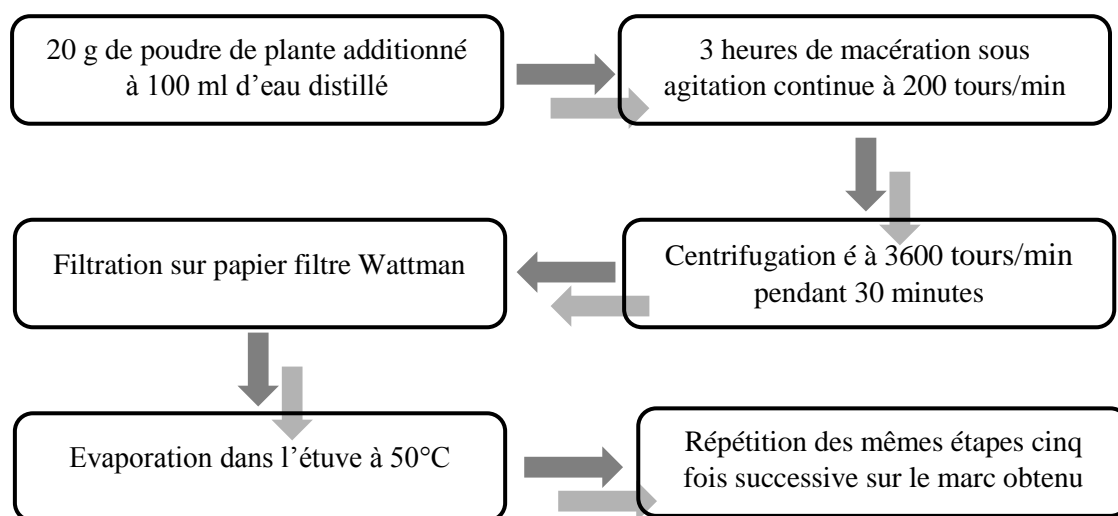 20 g de poudre de plante additionné
à 100 ml d’eau distillé
3 heures de macération sous
agitation continue à 200 tours/min
Centrifugation é à 3600 tours/min
pendant 30 minutes
Filtration sur papier filtre Wattman
Evaporation dans l’étuve à 50°C
Répétition des mêmes étapes cinq
fois successive sur le marc obtenu